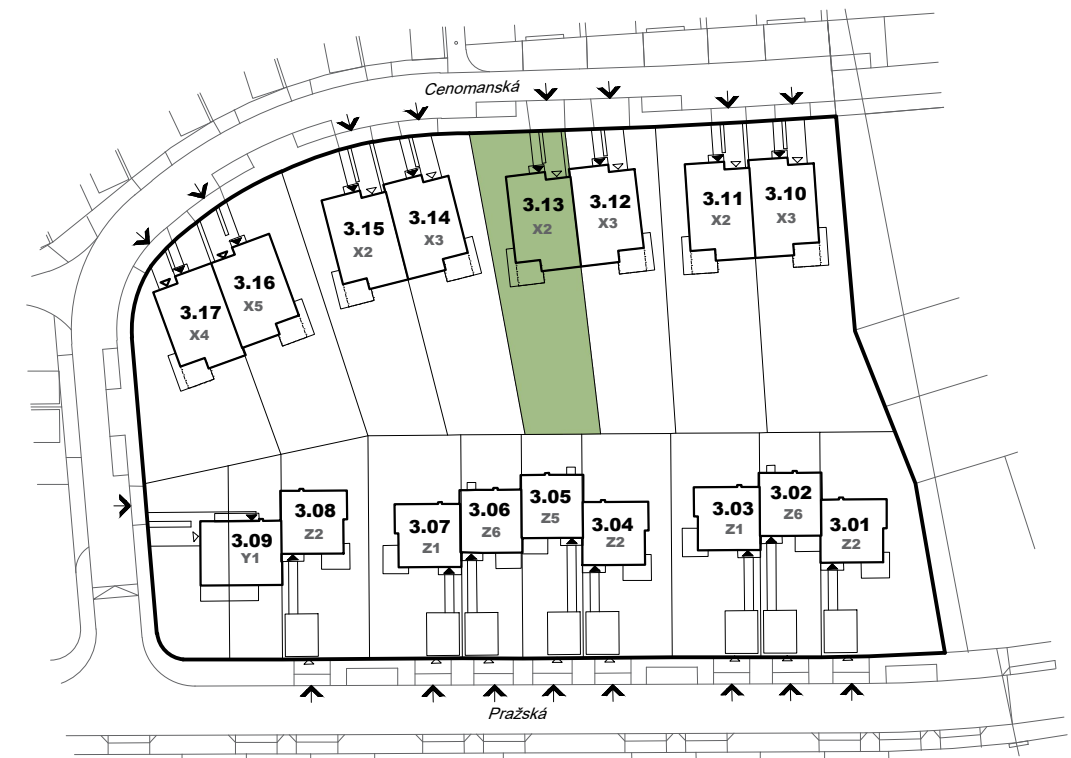 Cenomanská
3.13
X2
3.12
X3
3.11
X2
3.10
X3
3.15
X2
3.14
X3
3.17
X4
3.16
X5
3.09
Y1
3.08
Z2
3.07
Z1
3.06
Z6
3.05
Z5
3.04
Z2
3.03
Z1
3.02
Z6
3.01
Z2
Pražská